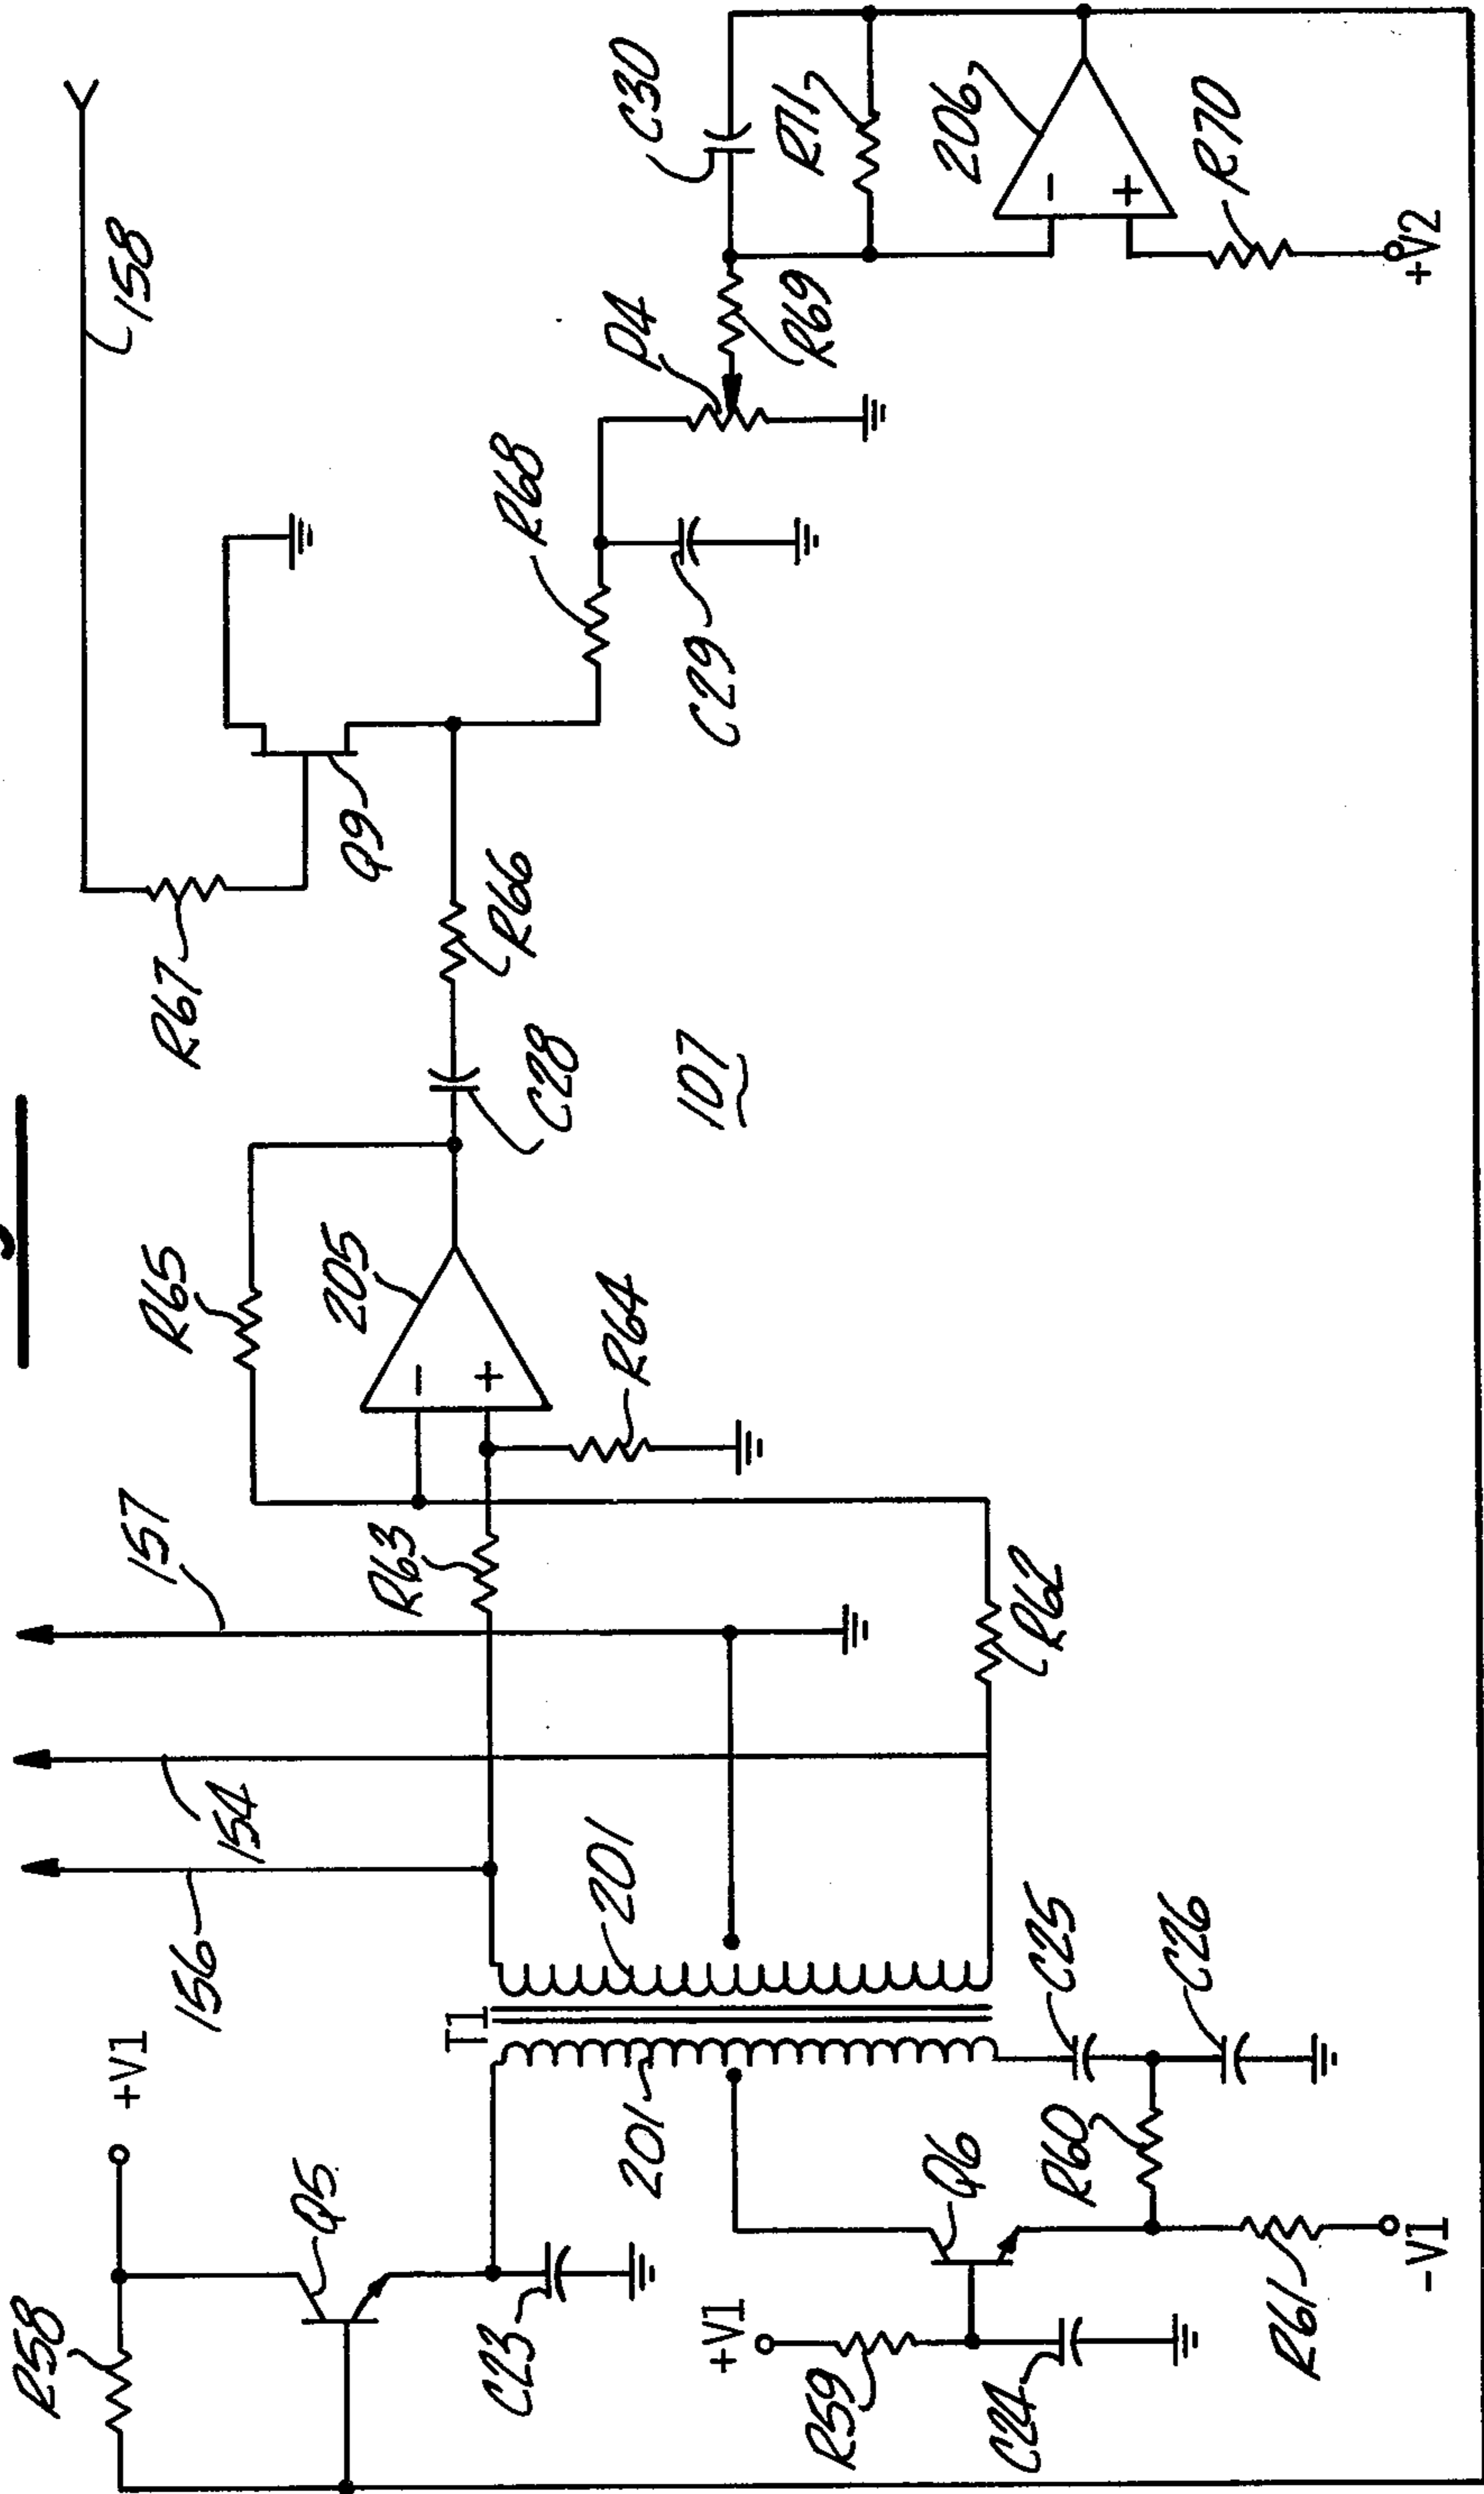 R58
+V1
156
154
157
R65
R67
158
Q5
205
Q9
C23
T1
201
R63
R64
C28
R66
R68
P4
C30
+V1
201
107
C29
R69
R71
R59
Q6
206
C24
R60
C25
R62
C26
R70
R61
-V1
+V2
-
+
-
+